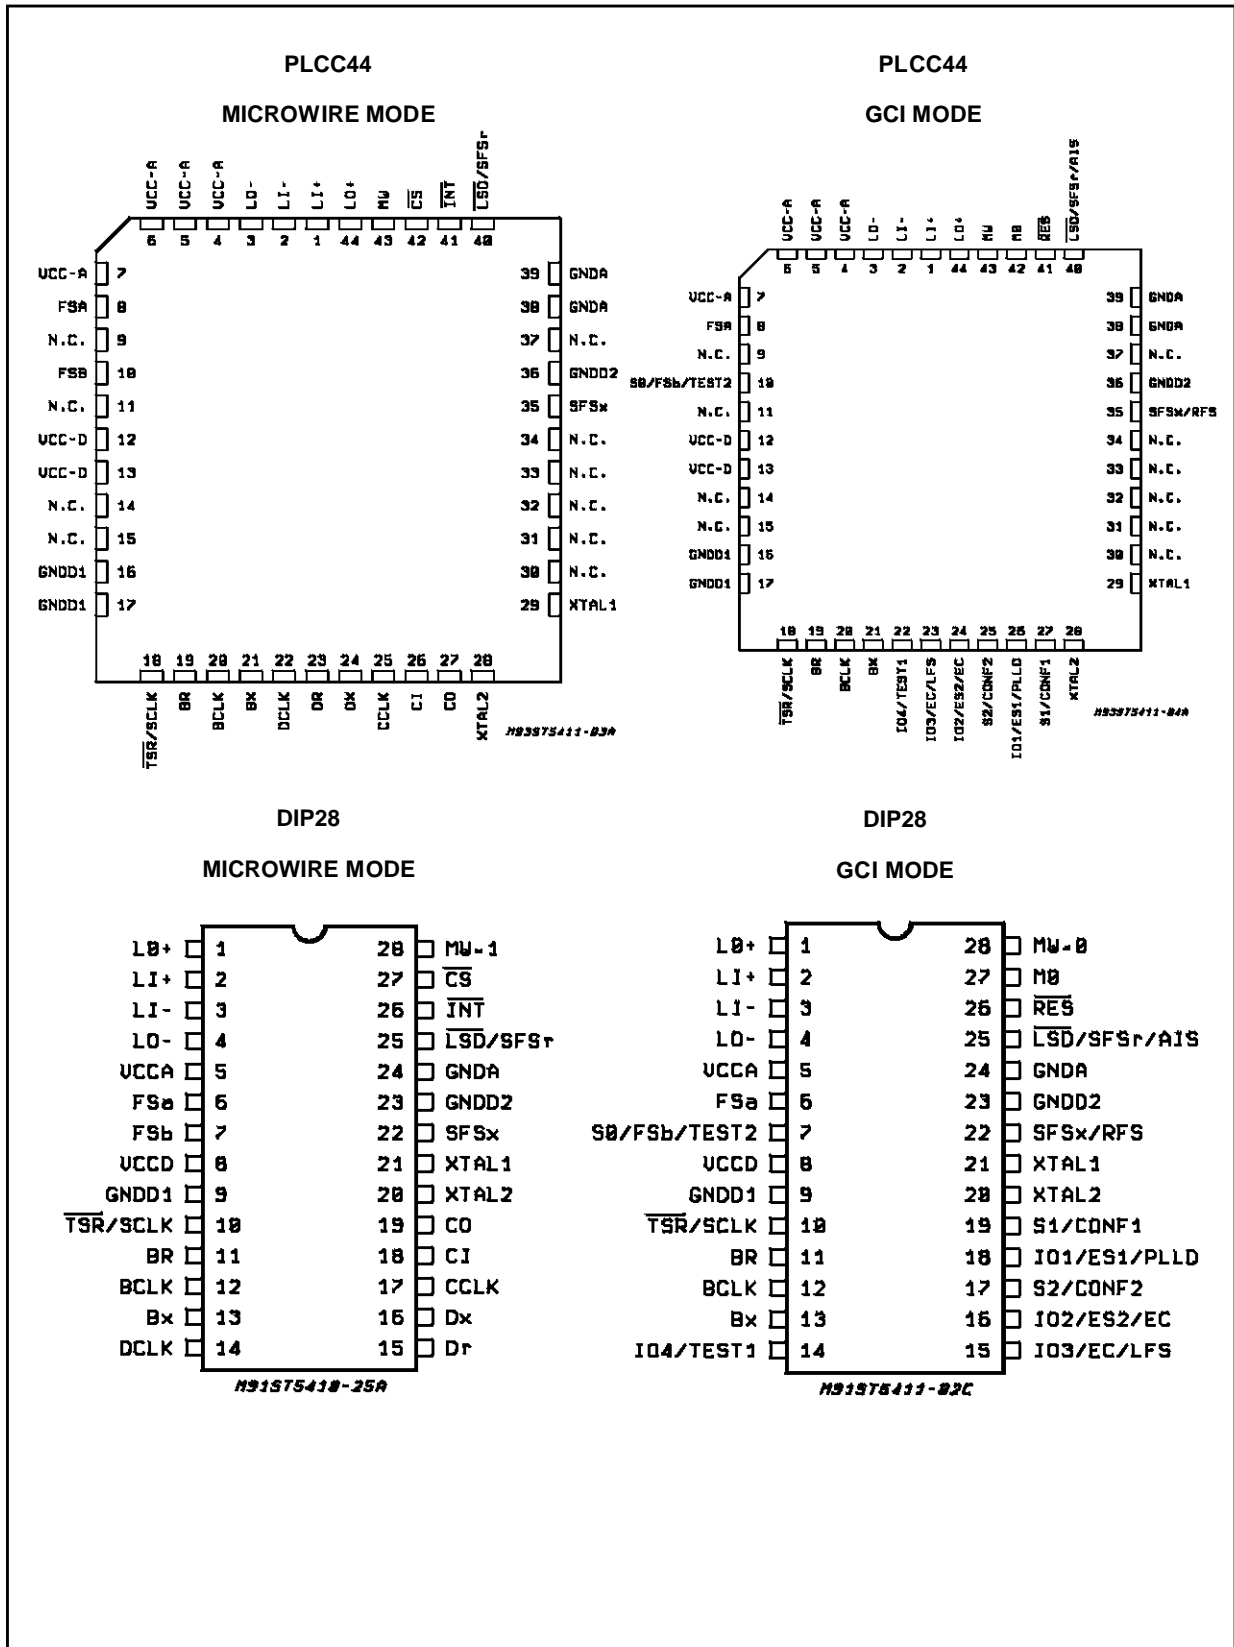 PLCC44
MICROWIRE MODE
VCC-A
VCC-A
VCC-A
LO-
LI-
LI+
LO+
MW
CS
INT
LSD/SFSr
6 5 4 3 2 1 44 43 42 41 40
VCC-A 7
FSA 8
N.C. 9
FSB 10
N.C. 11
VCC-D 12
VCC-D 13
N.C. 14
N.C. 15
GNDD1 16
GNDD1 17
39 GNDA
38 GNDA
37 N.C.
36 GNDD2
35 SFSx
34 N.C.
33 N.C.
32 N.C.
31 N.C.
30 N.C.
29 XTAL1
18 19 20 21 22 23 24 25 26 27 28
TSR/SCLK
BR
BCLK
BX
DCLK
DR
DX
CCLK
CI
CO
XTAL2
M93ST5411-03A
PLCC44
GCI MODE
VCC-A
VCC-A
VCC-A
LO-
LI-
LI+
LO+
MW
M0
RES
LSD/SFSr/AIS
6 5 4 3 2 1 44 43 42 41 40
VCC-A 7
FSA 8
N.C. 9
S0/FSb/TEST2 10
N.C. 11
VCC-D 12
VCC-D 13
N.C. 14
N.C. 15
GNDD1 16
GNDD1 17
39 GNDA
38 GNDA
37 N.C.
36 GNDD2
35 SFSx/RFS
34 N.C.
33 N.C.
32 N.C.
31 N.C.
30 N.C.
29 XTAL1
18 19 20 21 22 23 24 25 26 27 28
TSR/SCLK
BR
BCLK
BX
IO4/TEST1
IO3/EC/LFS
IO2/ES2/EC
S2/CONF2
IO1/ES1/PLLD
S1/CONF1
XTAL2
M93ST5411-04A
DIP28
MICROWIRE MODE
L0+ 1 28 MW-1
LI+ 2 27 CS
LI- 3 26 INT
LO- 4 25 LSD/SFSr
VCCA 5 24 GNDA
FSa 6 23 GNDD2
FSb 7 22 SFSx
VCCD 8 21 XTAL1
GNDD1 9 20 XTAL2
TSR/SCLK 10 19 CO
BR 11 18 CI
BCLK 12 17 CCLK
Bx 13 16 Dx
DCLK 14 15 Dr
M91ST5410-25A
DIP28
GCI MODE
L0+ 1 28 MW-0
LI+ 2 27 M0
LI- 3 26 RES
LO- 4 25 LSD/SFSr/AIS
VCCA 5 24 GNDA
FSa 6 23 GNDD2
S0/FSb/TEST2 7 22 SFSx/RFS
VCCD 8 21 XTAL1
GNDD1 9 20 XTAL2
TSR/SCLK 10 19 S1/CONF1
BR 11 18 IO1/ES1/PLLD
BCLK 12 17 S2/CONF2
Bx 13 16 IO2/ES2/EC
IO4/TEST1 14 15 IO3/EC/LFS
M91ST5411-02C